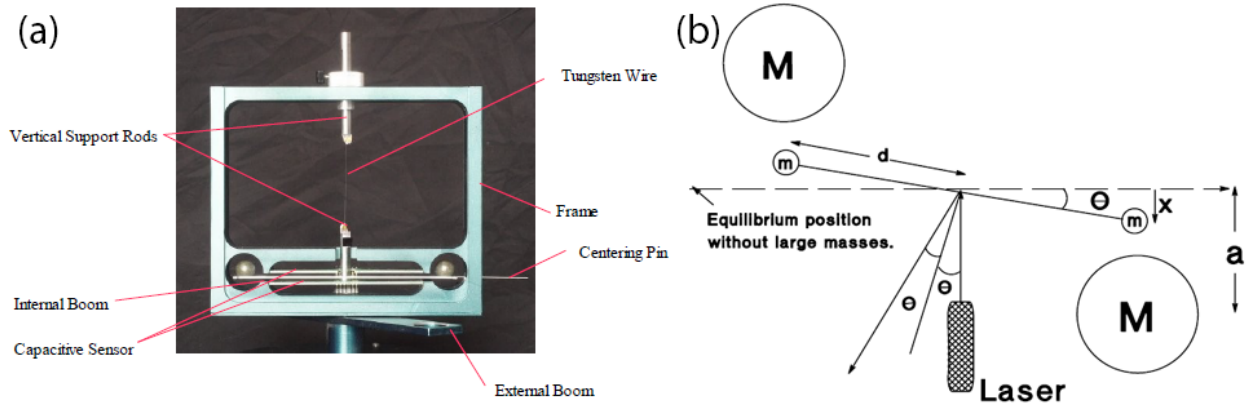 (a)
Tungsten Wire
Vertical Support Rods
Frame
Centering Pin
Internal Boom
Capacitive Sensor
External Boom
(b)
M
m
d
Θ
m
x
Equilibrium position
without large masses.
a
Θ
Θ
M
Laser